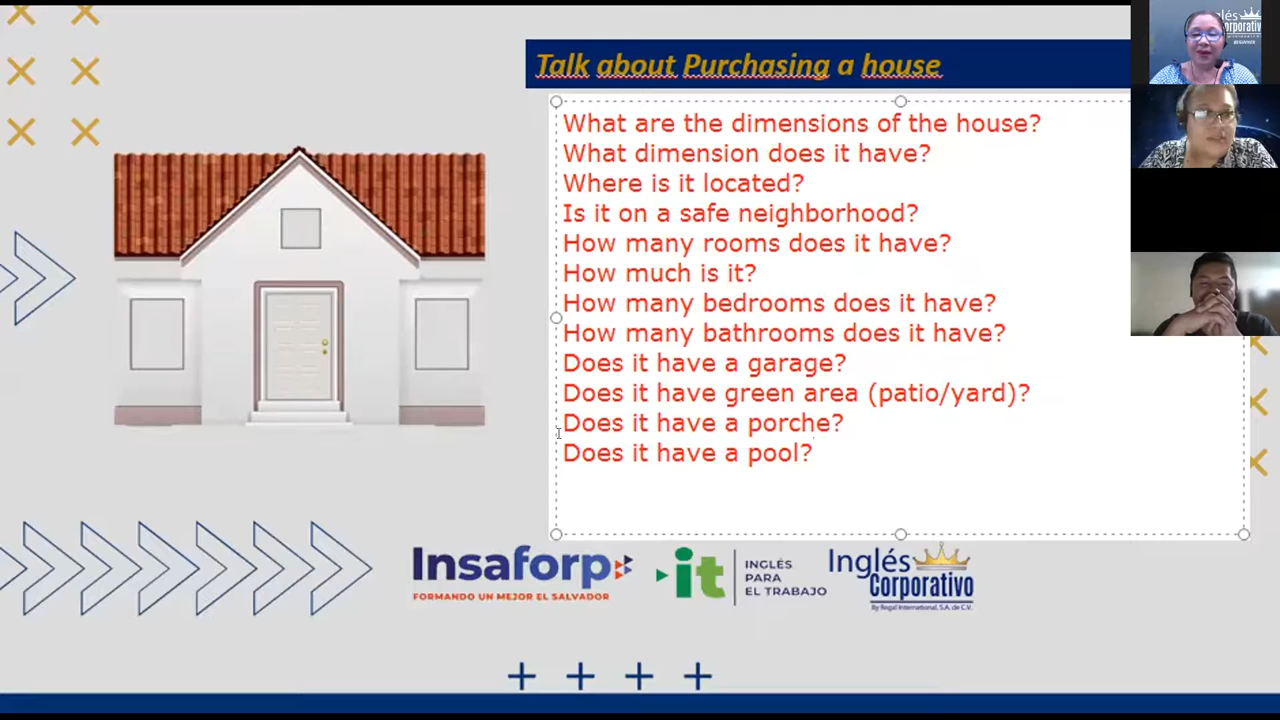 Talk about Purchasing a house
What are the dimensions of the house?
What dimension does it have?
Where is it located?
Is it on a safe neighborhood?
How many rooms does it have?
How much is it?
How many bedrooms does it have?
How many bathrooms does it have?
Does it have a garage?
Does it have green area (patio/yard)?
Does it have a porche?
Does it have a pool?
Insaforp
FORMANDO UN MEJOR EL SALVADOR
it
INGLÉS
PARA
EL TRABAJO
Inglés
Corporativo
By Regal International, S.A. de C.V.